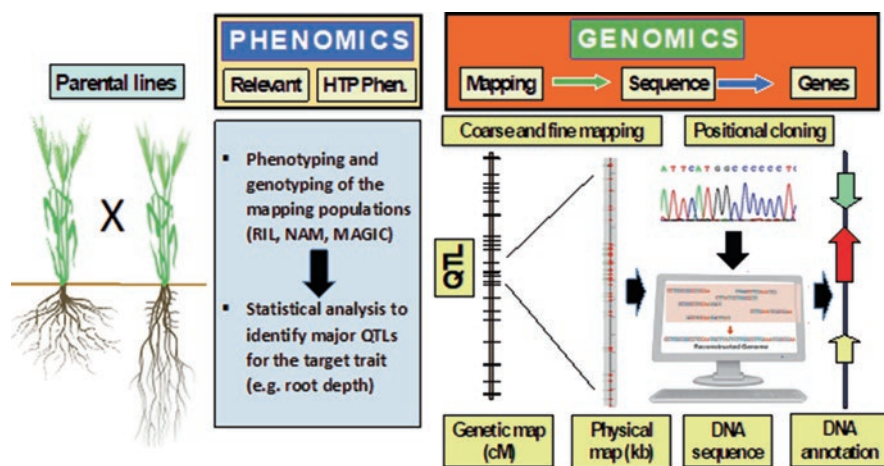 Parental lines
X
PHENOMICS
Relevant
HTP Phen.
▪ Phenotyping and
genotyping of the
mapping populations
(RIL, NAM, MAGIC)
▪ Statistical analysis to
identify major QTLs
for the target trait
(e.g. root depth)
GENOMICS
Mapping
Sequence
Genes
Coarse and fine mapping
Positional cloning
QTL
A T T C A T G G C C C C C C T C
Reconstructed Genome
Genetic map
(cM)
Physical
map (kb)
DNA
sequence
DNA
annotation